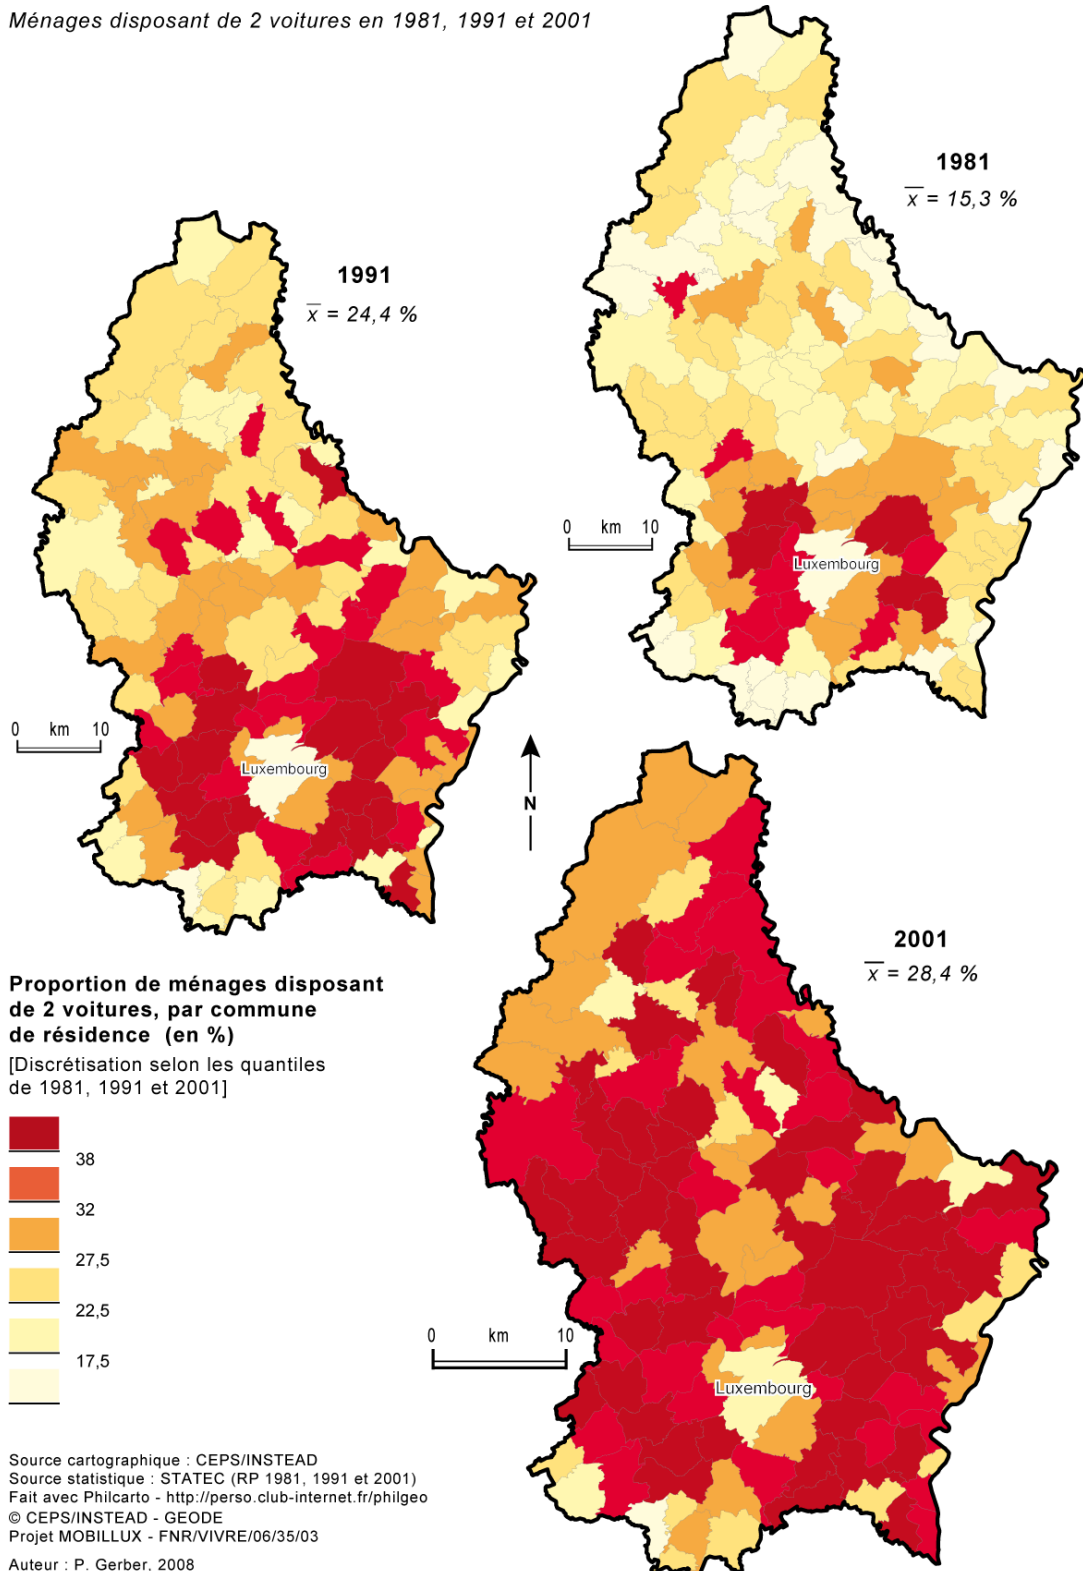 Ménages disposant de 2 voitures en 1981, 1991 et 2001
1981
x = 15,3 %
1991
x = 24,4 %
0 km 10
Luxembourg
0 km 10
Luxembourg
N
2001
x = 28,4 %
0 km 10
Luxembourg
Proportion de ménages disposant
de 2 voitures, par commune
de résidence (en %)
[Discrétisation selon les quantiles
de 1981, 1991 et 2001]
38
32
27,5
22,5
17,5
Source cartographique : CEPS/INSTEAD
Source statistique : STATEC (RP 1981, 1991 et 2001)
Fait avec Philcarto - http://perso.club-internet.fr/philgeo
© CEPS/INSTEAD - GEODE
Projet MOBILLUX - FNR/VIVRE/06/35/03
Auteur : P. Gerber, 2008